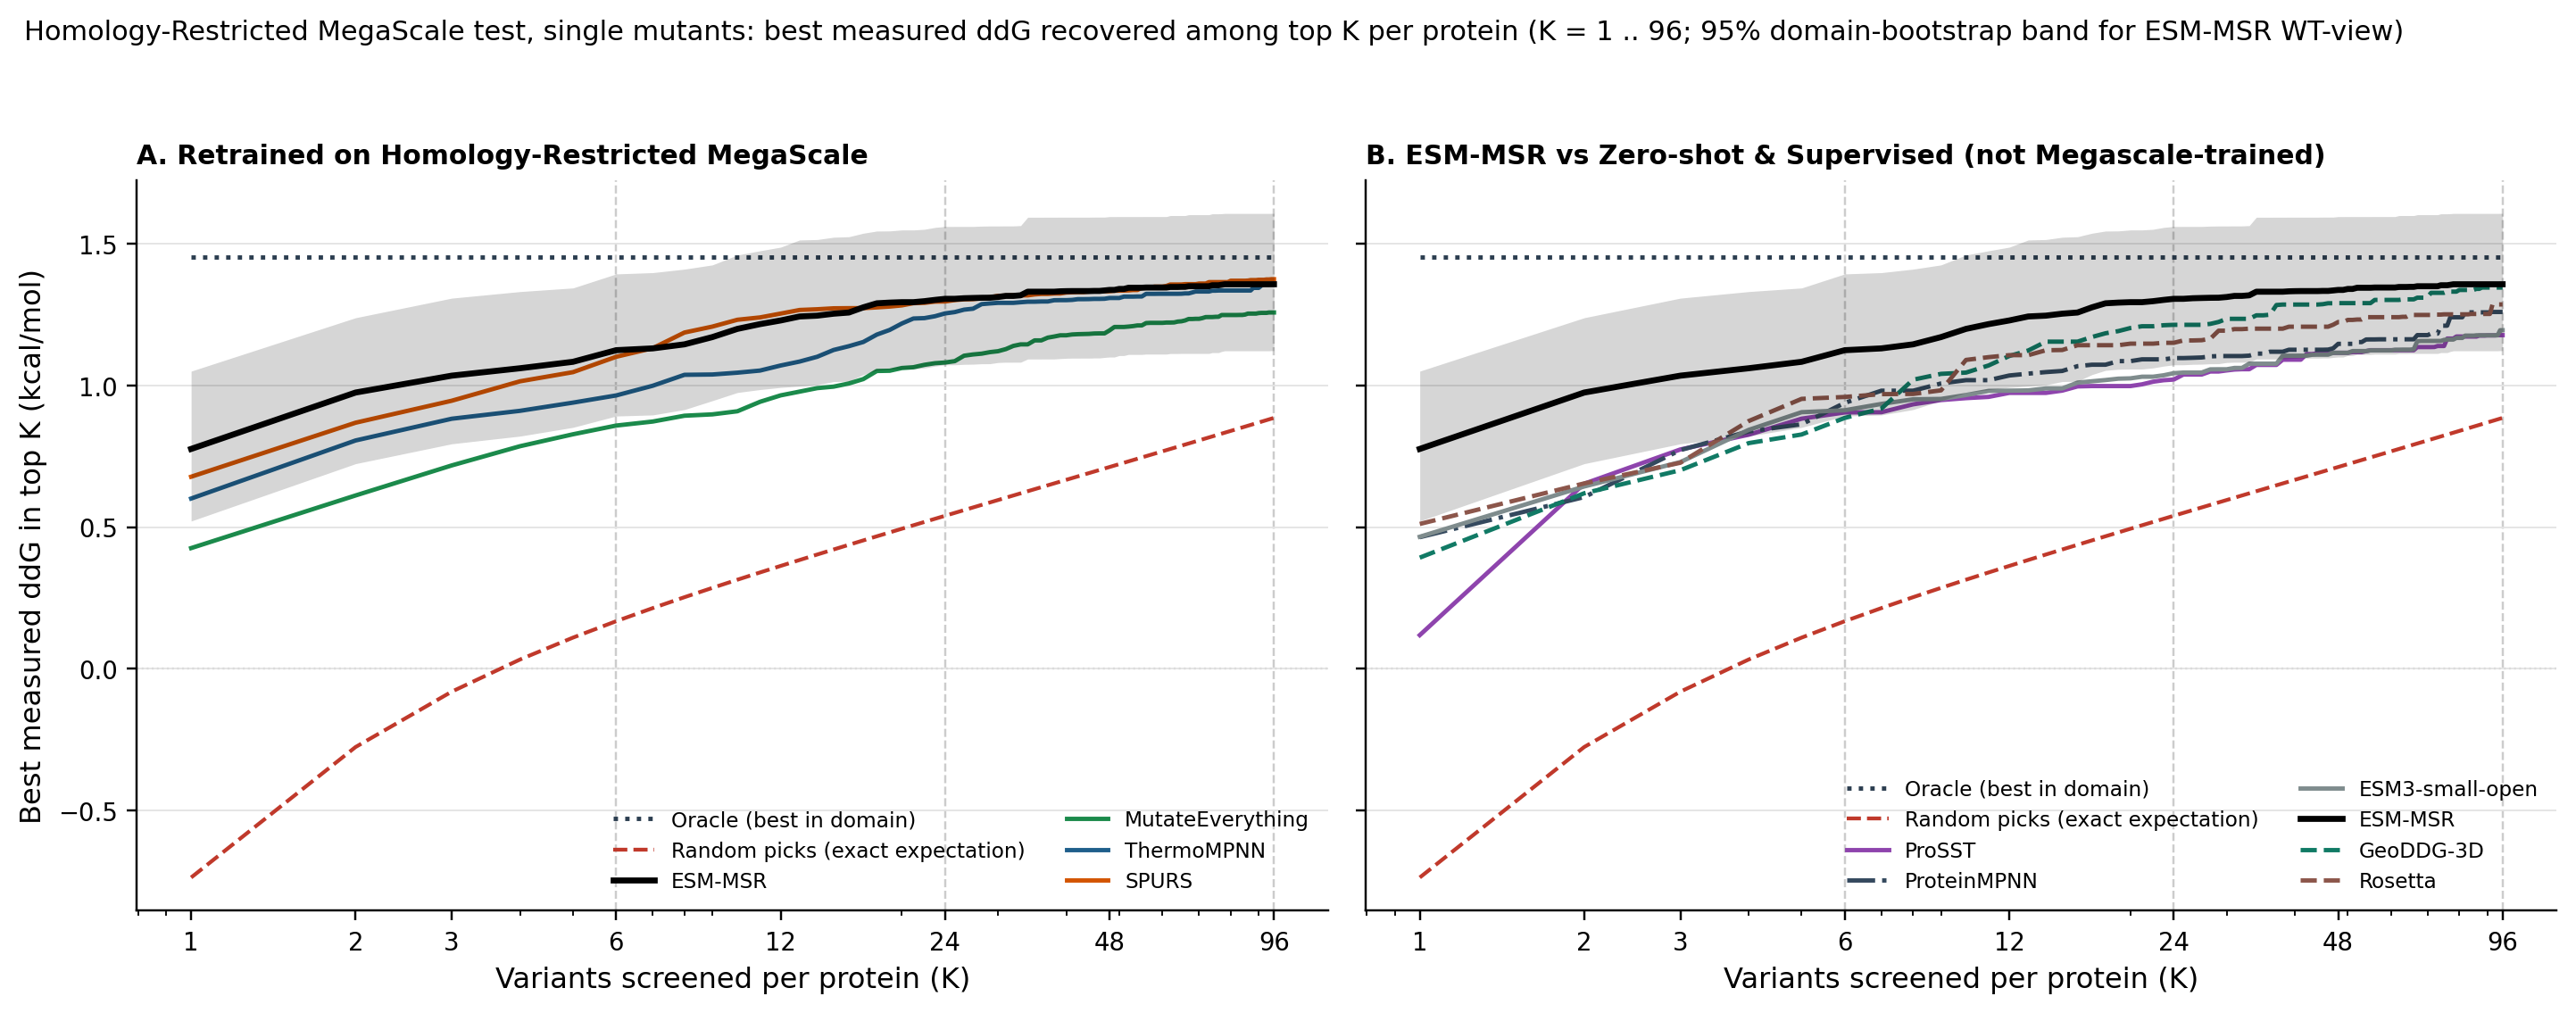 Homology-Restricted MegaScale test, single mutants: best measured ddG recovered among top K per protein (K = 1 .. 96; 95% domain-bootstrap band for ESM-MSR WT-view)
A. Retrained on Homology-Restricted MegaScale
Best measured ddG in top K (kcal/mol)
1.5
1.0
0.5
0.0
−0.5
Oracle (best in domain)
Random picks (exact expectation)
ESM-MSR
MutateEverything
ThermoMPNN
SPURS
1 2 3 6 12 24 48 96
Variants screened per protein (K)
B. ESM-MSR vs Zero-shot & Supervised (not Megascale-trained)
Oracle (best in domain)
Random picks (exact expectation)
ProSST
ProteinMPNN
ESM3-small-open
ESM-MSR
GeoDDG-3D
Rosetta
1 2 3 6 12 24 48 96
Variants screened per protein (K)